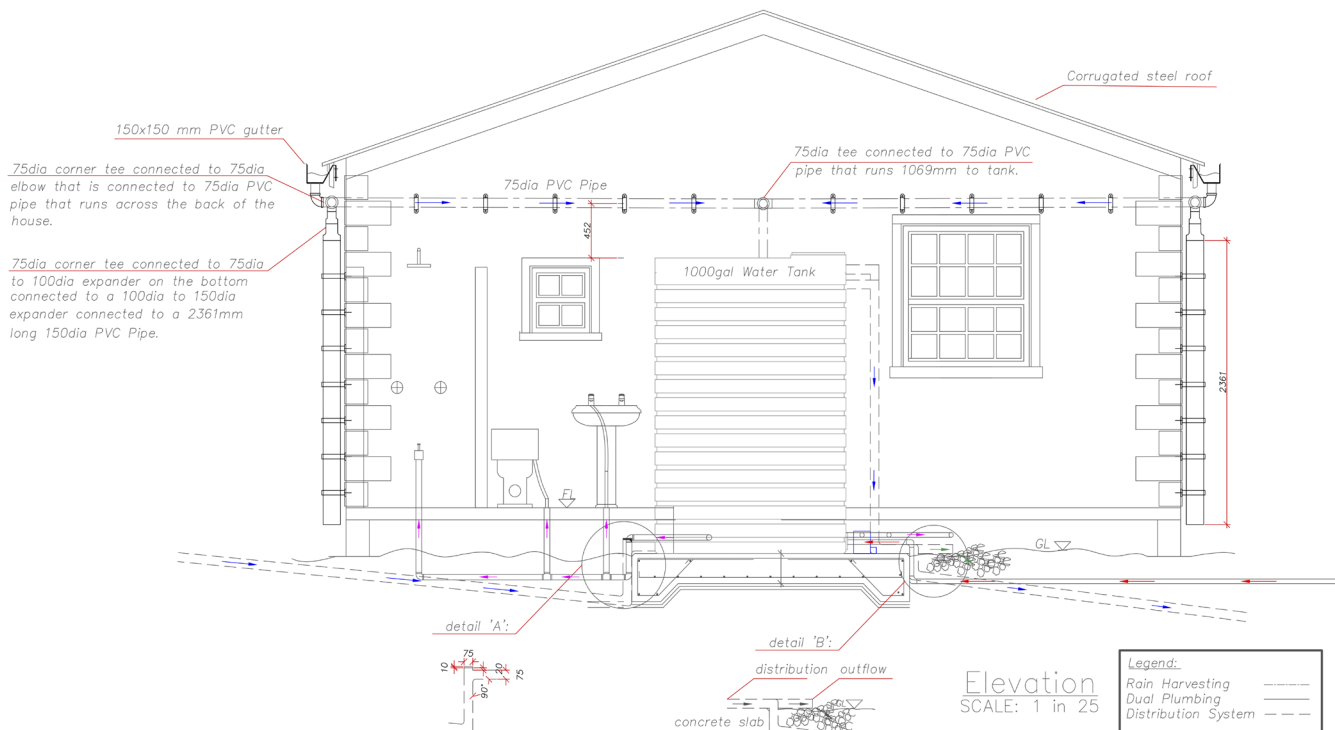 Corrugated steel roof
150x150 mm PVC gutter
75dia corner tee connected to 75dia
elbow that is connected to 75dia PVC
pipe that runs across the back of the
house.
75dia tee connected to 75dia PVC
pipe that runs 1069mm to tank.
75dia PVC Pipe
452
75dia corner tee connected to 75dia
to 100dia expander on the bottom
connected to a 100dia to 150dia
expander connected to a 2361mm
long 150dia PVC Pipe.
1000gal Water Tank
2361
FL
GL
detail 'A':
detail 'B':
75
10
20
75
90°
distribution outflow
GL
concrete slab
Elevation
SCALE: 1 in 25
Legend:
Rain Harvesting
Dual Plumbing
Distribution System